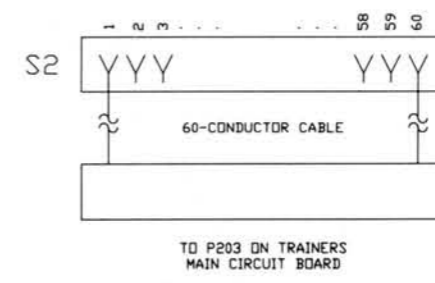 1 2 3 . . . . . . 58 59 60
S2
60-CONDUCTOR CABLE
TO P203 ON TRAINERS
MAIN CIRCUIT BOARD